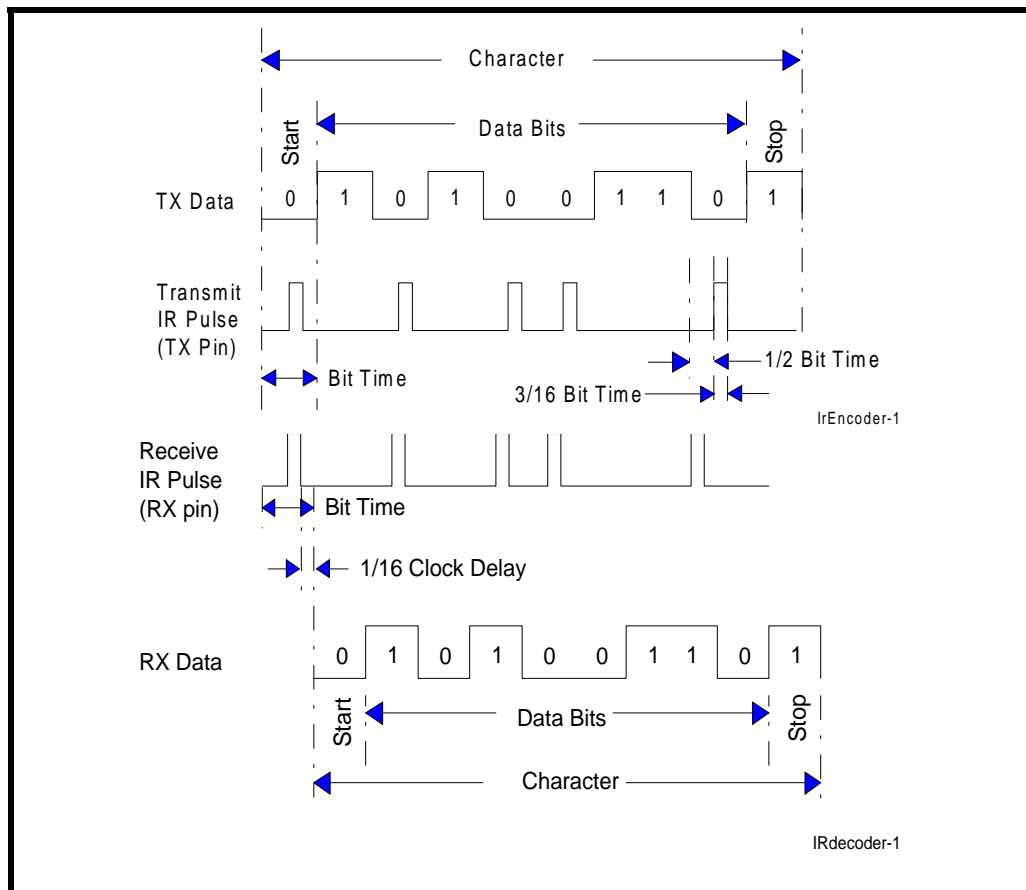 Character
Start
Data Bits
Stop
TX Data
0 1 0 1 0 0 1 1 0 1
Transmit
IR Pulse
(TX Pin)
Bit Time
1/2 Bit Time
3/16 Bit Time
IrEncoder-1
Receive
IR Pulse
(RX pin)
Bit Time
1/16 Clock Delay
RX Data
0 1 0 1 0 0 1 1 0 1
Start
Data Bits
Stop
Character
IRdecoder-1